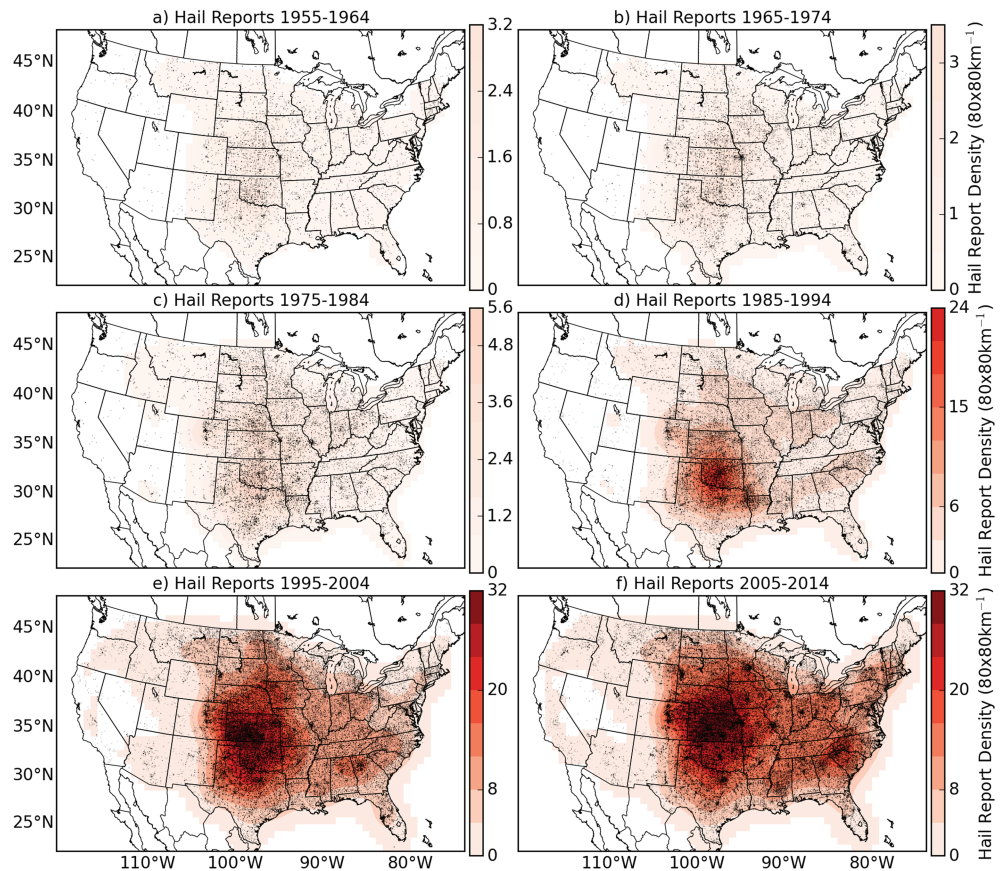 a) Hail Reports 1955-1964
b) Hail Reports 1965-1974
45°N
40°N
35°N
30°N
25°N
3.2
2.4
1.6
0.8
0
3
2
1
0
Hail Report Density (80x80km⁻¹)
c) Hail Reports 1975-1984
d) Hail Reports 1985-1994
45°N
40°N
35°N
30°N
25°N
5.6
4.8
3.6
2.4
1.2
0
24
15
6
0
Hail Report Density (80x80km⁻¹)
e) Hail Reports 1995-2004
f) Hail Reports 2005-2014
45°N
40°N
35°N
30°N
25°N
32
20
8
0
32
20
8
0
Hail Report Density (80x80km⁻¹)
110°W 100°W 90°W 80°W
110°W 100°W 90°W 80°W